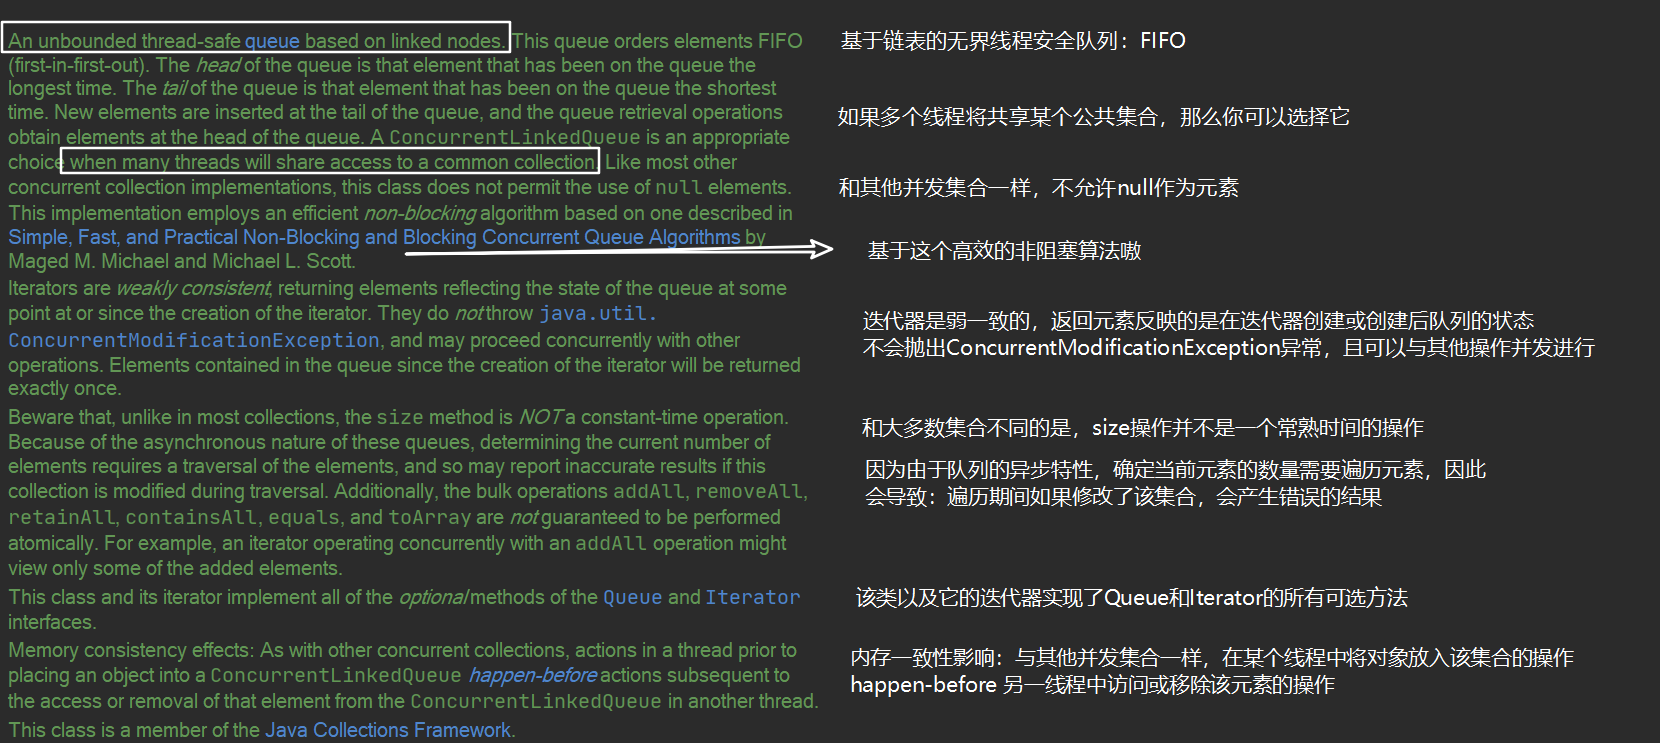 An unbounded thread-safe queue based on linked nodes. This queue orders elements FIFO
(first-in-first-out). The head of the queue is that element that has been on the queue the
longest time. The tail of the queue is that element that has been on the queue the shortest
time. New elements are inserted at the tail of the queue, and the queue retrieval operations
obtain elements at the head of the queue. A ConcurrentLinkedQueue is an appropriate
choice when many threads will share access to a common collection. Like most other
concurrent collection implementations, this class does not permit the use of null elements.
This implementation employs an efficient non-blocking algorithm based on one described in
Simple, Fast, and Practical Non-Blocking and Blocking Concurrent Queue Algorithms by
Maged M. Michael and Michael L. Scott.
Iterators are weakly consistent, returning elements reflecting the state of the queue at some
point at or since the creation of the iterator. They do not throw java.util.
ConcurrentModificationException, and may proceed concurrently with other
operations. Elements contained in the queue since the creation of the iterator will be returned
exactly once.
Beware that, unlike in most collections, the size method is NOT a constant-time operation.
Because of the asynchronous nature of these queues, determining the current number of
elements requires a traversal of the elements, and so may report inaccurate results if this
collection is modified during traversal. Additionally, the bulk operations addAll, removeAll,
retainAll, containsAll, equals, and toArray are not guaranteed to be performed
atomically. For example, an iterator operating concurrently with an addAll operation might
view only some of the added elements.
This class and its iterator implement all of the optional methods of the Queue and Iterator
interfaces.
Memory consistency effects: As with other concurrent collections, actions in a thread prior to
placing an object into a ConcurrentLinkedQueue happen-before actions subsequent to
the access or removal of that element from the ConcurrentLinkedQueue in another thread.
This class is a member of the Java Collections Framework.
基于链表的无界线程安全队列：FIFO
如果多个线程将共享某个公共集合，那么你可以选择它
和其他并发集合一样，不允许null作为元素
基于这个高效的非阻塞算法嗷
迭代器是弱一致的，返回元素反映的是在迭代器创建或创建后队列的状态
不会抛出ConcurrentModificationException异常，且可以与其他操作并发进行
和大多数集合不同的是，size操作并不是一个常熟时间的操作
因为由于队列的异步特性，确定当前元素的数量需要遍历元素，因此
会导致：遍历期间如果修改了该集合，会产生错误的结果
该类以及它的迭代器实现了Queue和Iterator的所有可选方法
内存一致性影响：与其他并发集合一样，在某个线程中将对象放入该集合的操作
happen-before 另一线程中访问或移除该元素的操作